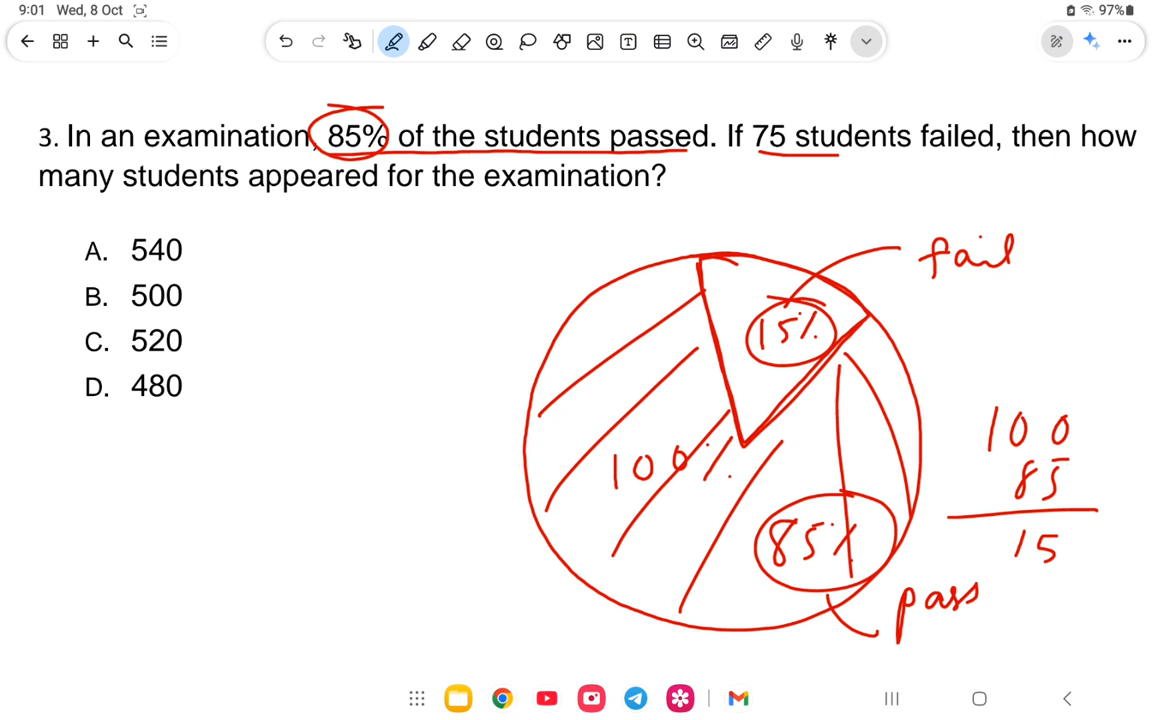 9:01 Wed, 8 Oct 97%
3. In an examination, 85% of the students passed. If 75 students failed, then how
many students appeared for the examination?
A. 540
B. 500
C. 520
D. 480
fail
15%
100%
85%
pass
100
85
15